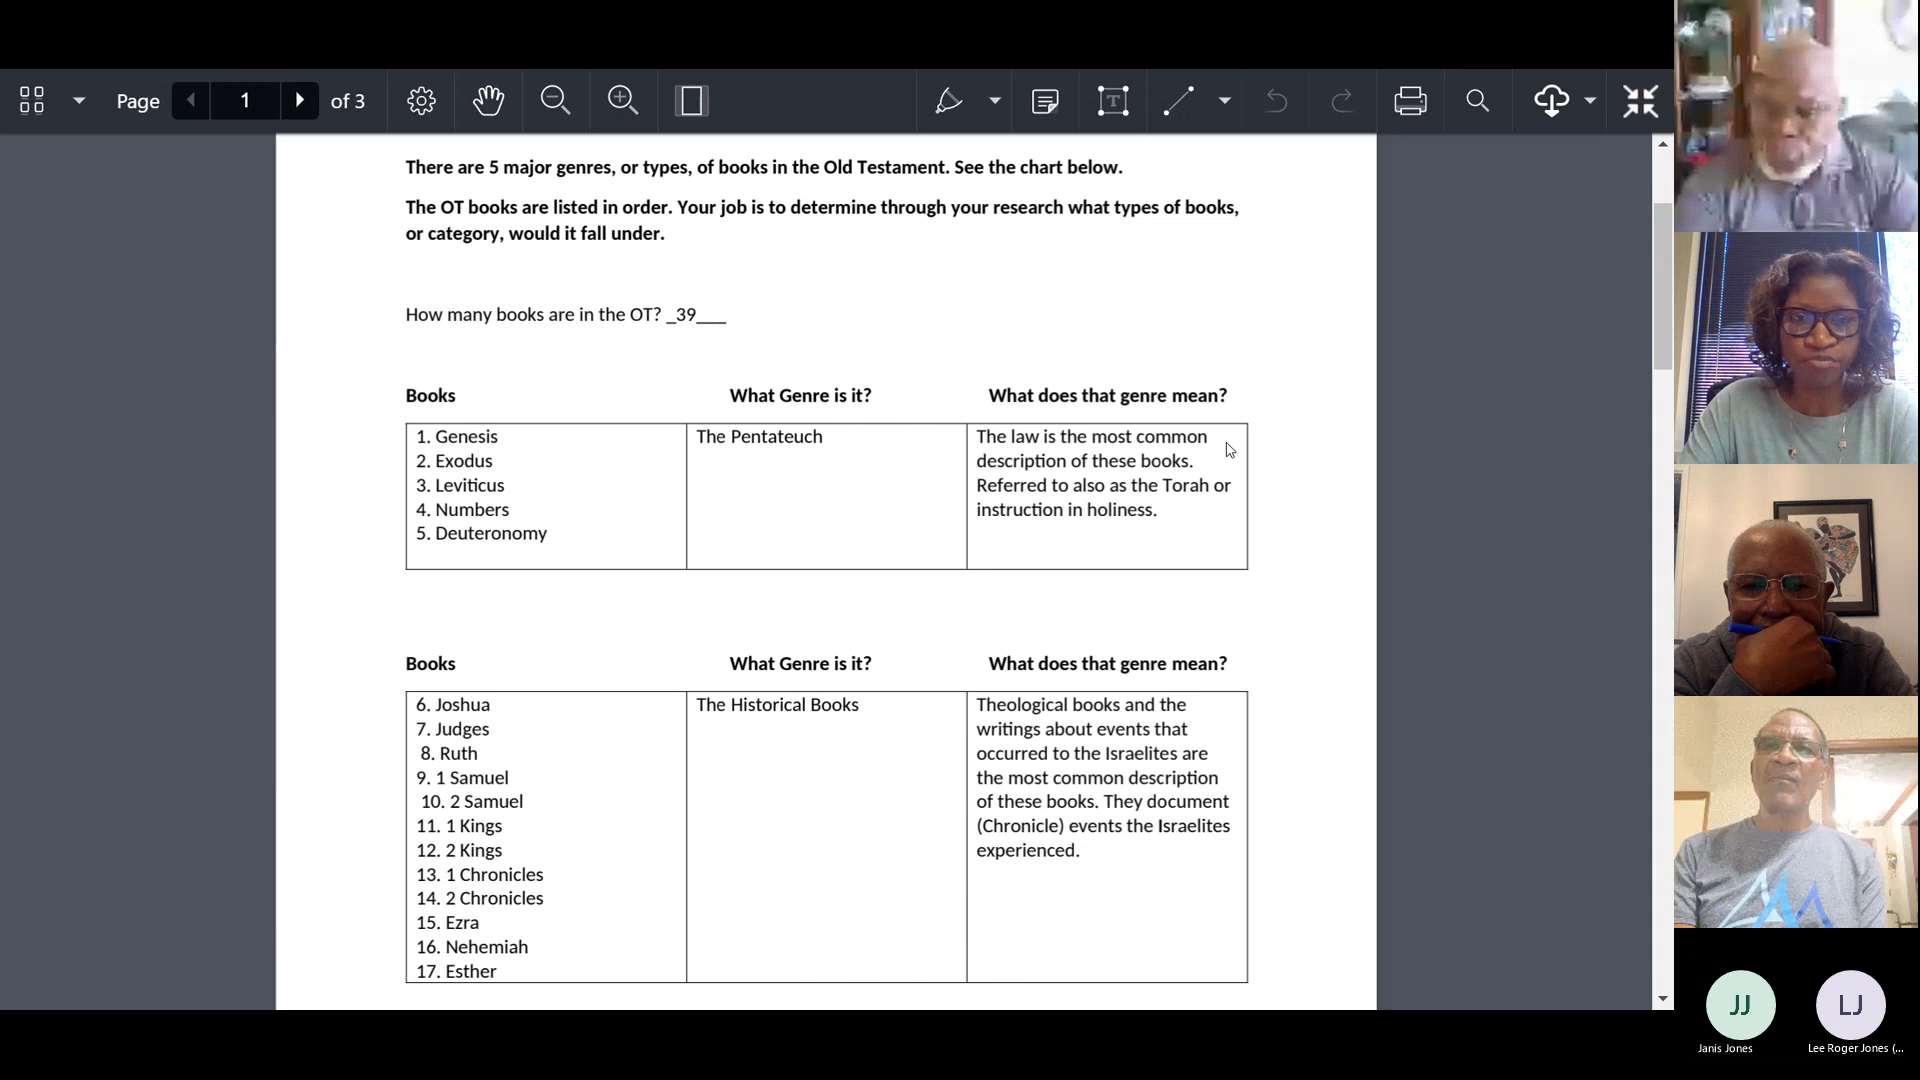 Page 1 of 3
There are 5 major genres, or types, of books in the Old Testament. See the chart below.
The OT books are listed in order. Your job is to determine through your research what types of books,
or category, would it fall under.
How many books are in the OT? _39___
Books What Genre is it? What does that genre mean?
1. Genesis
2. Exodus
3. Leviticus
4. Numbers
5. Deuteronomy
The Pentateuch
The law is the most common
description of these books.
Referred to also as the Torah or
instruction in holiness.
Books What Genre is it? What does that genre mean?
6. Joshua
7. Judges
8. Ruth
9. 1 Samuel
10. 2 Samuel
11. 1 Kings
12. 2 Kings
13. 1 Chronicles
14. 2 Chronicles
15. Ezra
16. Nehemiah
17. Esther
The Historical Books
Theological books and the
writings about events that
occurred to the Israelites are
the most common description
of these books. They document
(Chronicle) events the Israelites
experienced.
JJ
Janis Jones
LJ
Lee Roger Jones (...